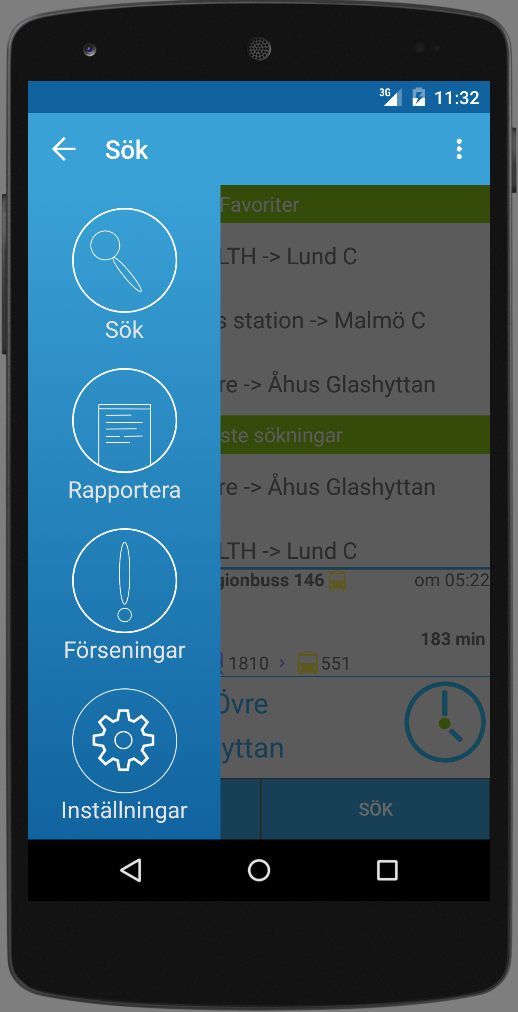 3G 11:32
Sök
Favoriter
Sök
LTH -> Lund C
s station -> Malmö C
re -> Åhus Glashyttan
Rapportera
ste sökningar
re -> Åhus Glashyttan
LTH -> Lund C
gionbuss 146 om 05:22
183 min
Förseningar
1810 > 551
Övre
yttan
Inställningar
SÖK